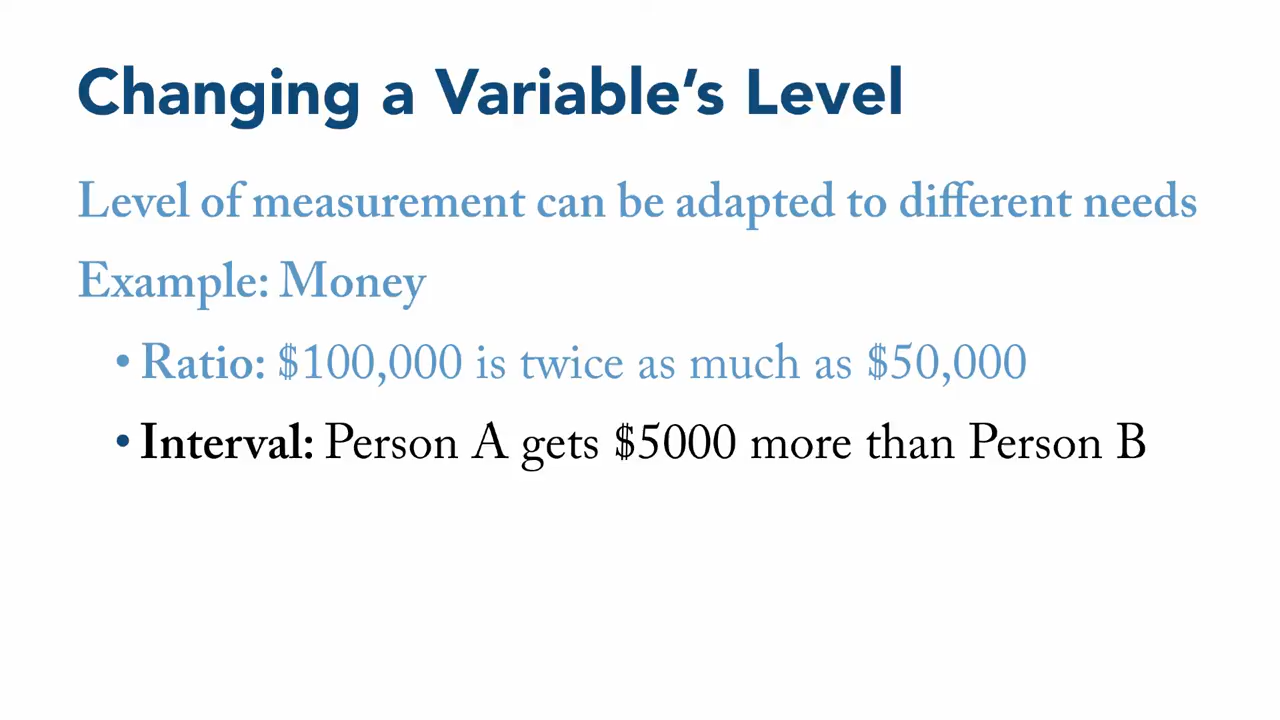 Changing a Variable’s Level
Level of measurement can be adapted to different needs
Example: Money
• Ratio: $100,000 is twice as much as $50,000
• Interval: Person A gets $5000 more than Person B